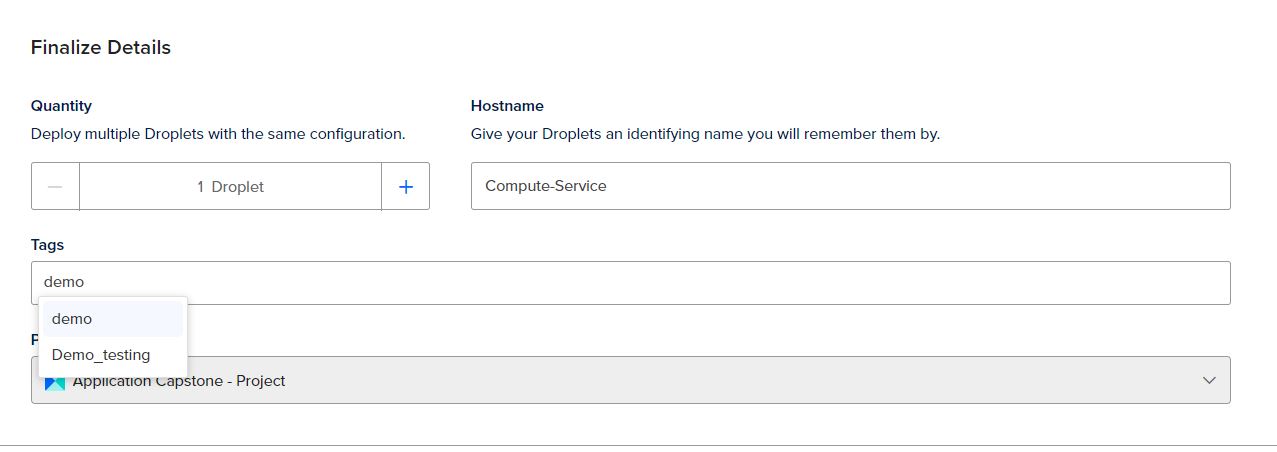 Finalize Details
Quantity
Deploy multiple Droplets with the same configuration.
1 Droplet
Hostname
Give your Droplets an identifying name you will remember them by.
Compute-Service
Tags
demo
demo
Demo_testing
Application Capstone - Project